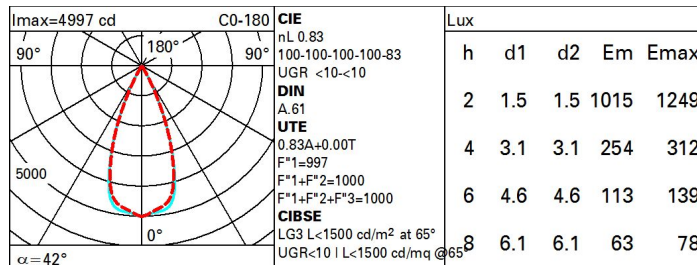 Imax=4997 cd C0-180
90° 180° 90°
5000
0°
α=42°
CIE
nL 0.83
100-100-100-100-83
UGR <10-<10
DIN
A.61
UTE
0.83A+0.00T
F"1=997
F"1+F"2=1000
F"1+F"2+F"3=1000
CIBSE
LG3 L<1500 cd/m² at 65°
UGR<10 | L<1500 cd/mq @65°
Lux
h d1 d2 Em Emax
2 1.5 1.5 1015 1249
4 3.1 3.1 254 312
6 4.6 4.6 113 139
8 6.1 6.1 63 78